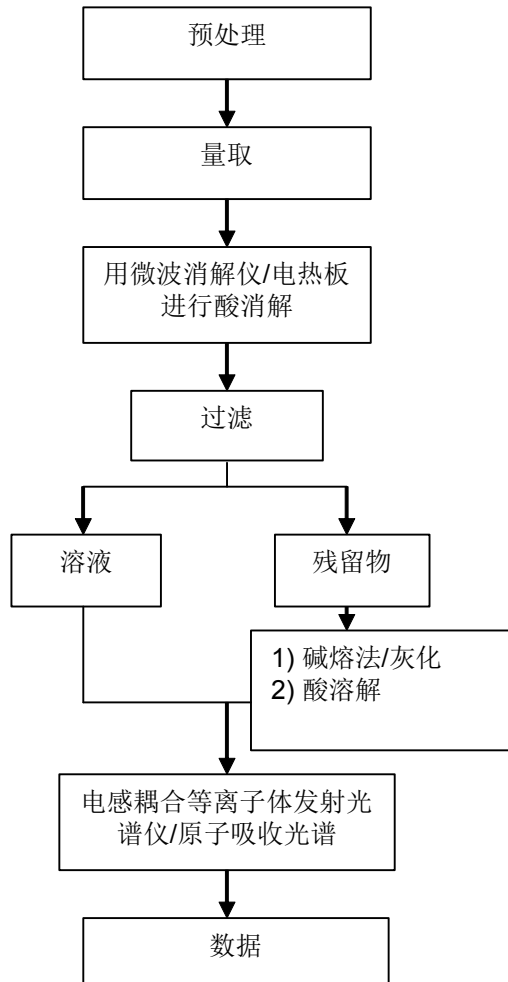 预处理
量取
用微波消解仪/电热板
进行酸消解
过滤
溶液
残留物
1) 碱熔法/灰化
2) 酸溶解
电感耦合等离子体发射光
谱仪/原子吸收光谱
数据